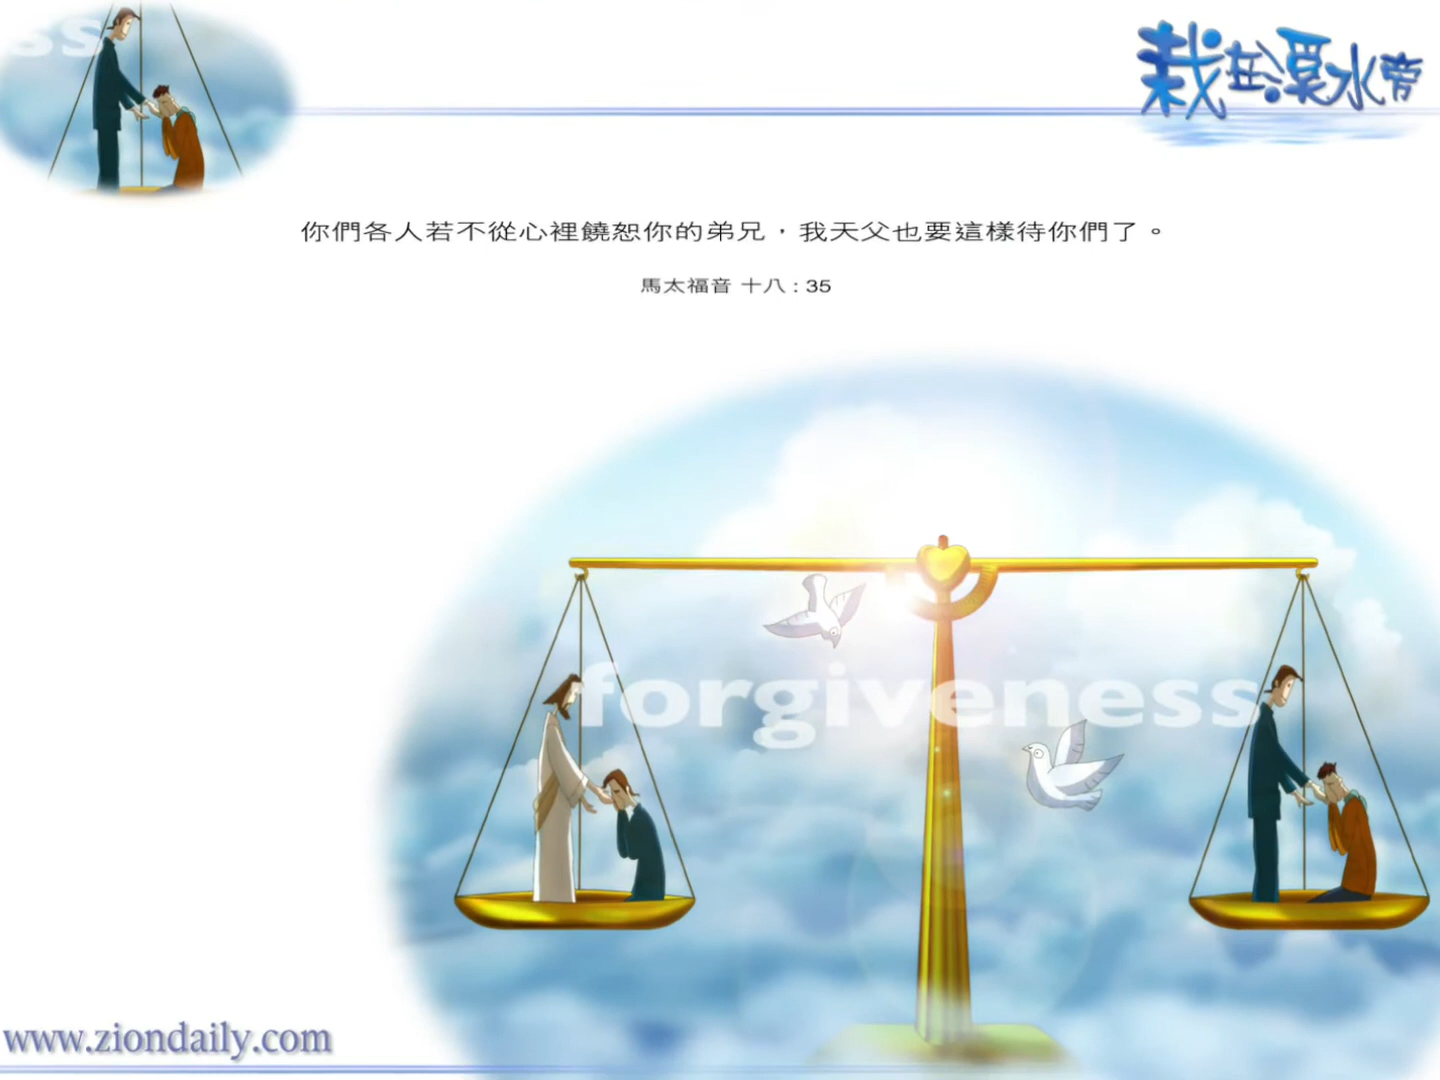 ss
栽在溪水旁
你們各人若不從心裡饒恕你的弟兄，我天父也要這樣待你們了。
馬太福音 十八 : 35
forgiveness
www.ziondaily.com